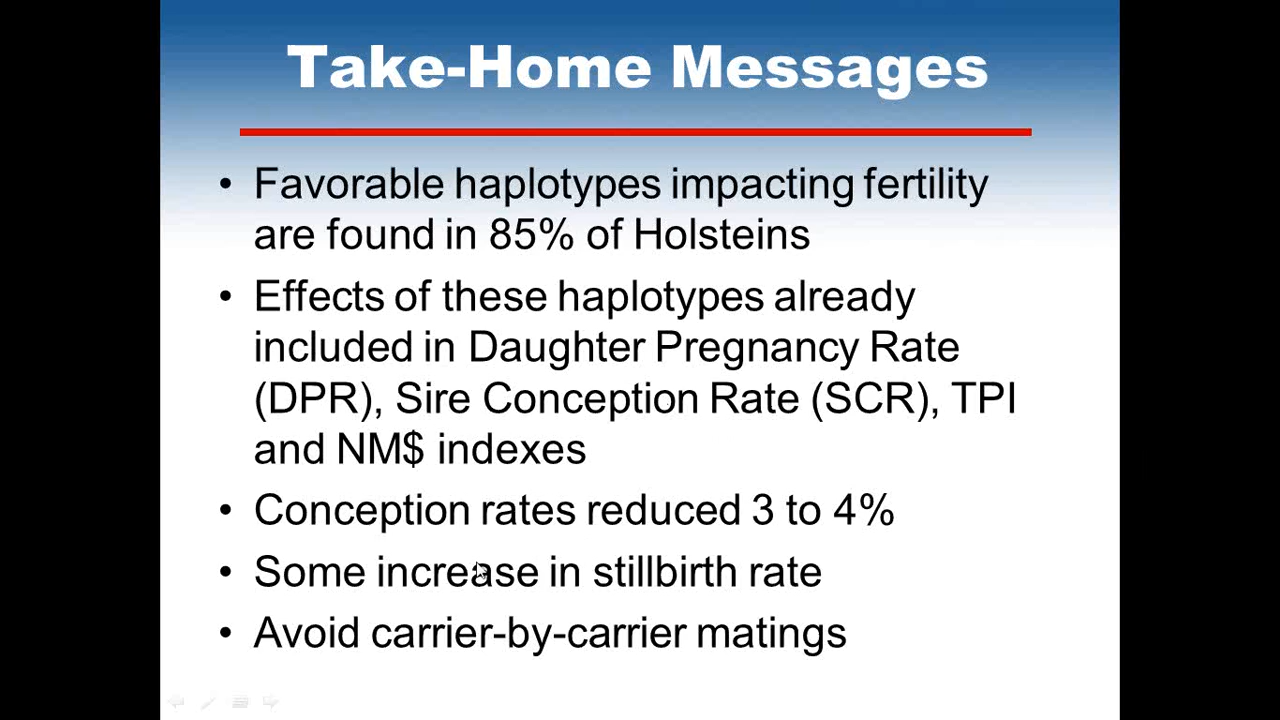 Take-Home Messages
• Favorable haplotypes impacting fertility
are found in 85% of Holsteins
• Effects of these haplotypes already
included in Daughter Pregnancy Rate
(DPR), Sire Conception Rate (SCR), TPI
and NM$ indexes
• Conception rates reduced 3 to 4%
• Some increase in stillbirth rate
• Avoid carrier-by-carrier matings